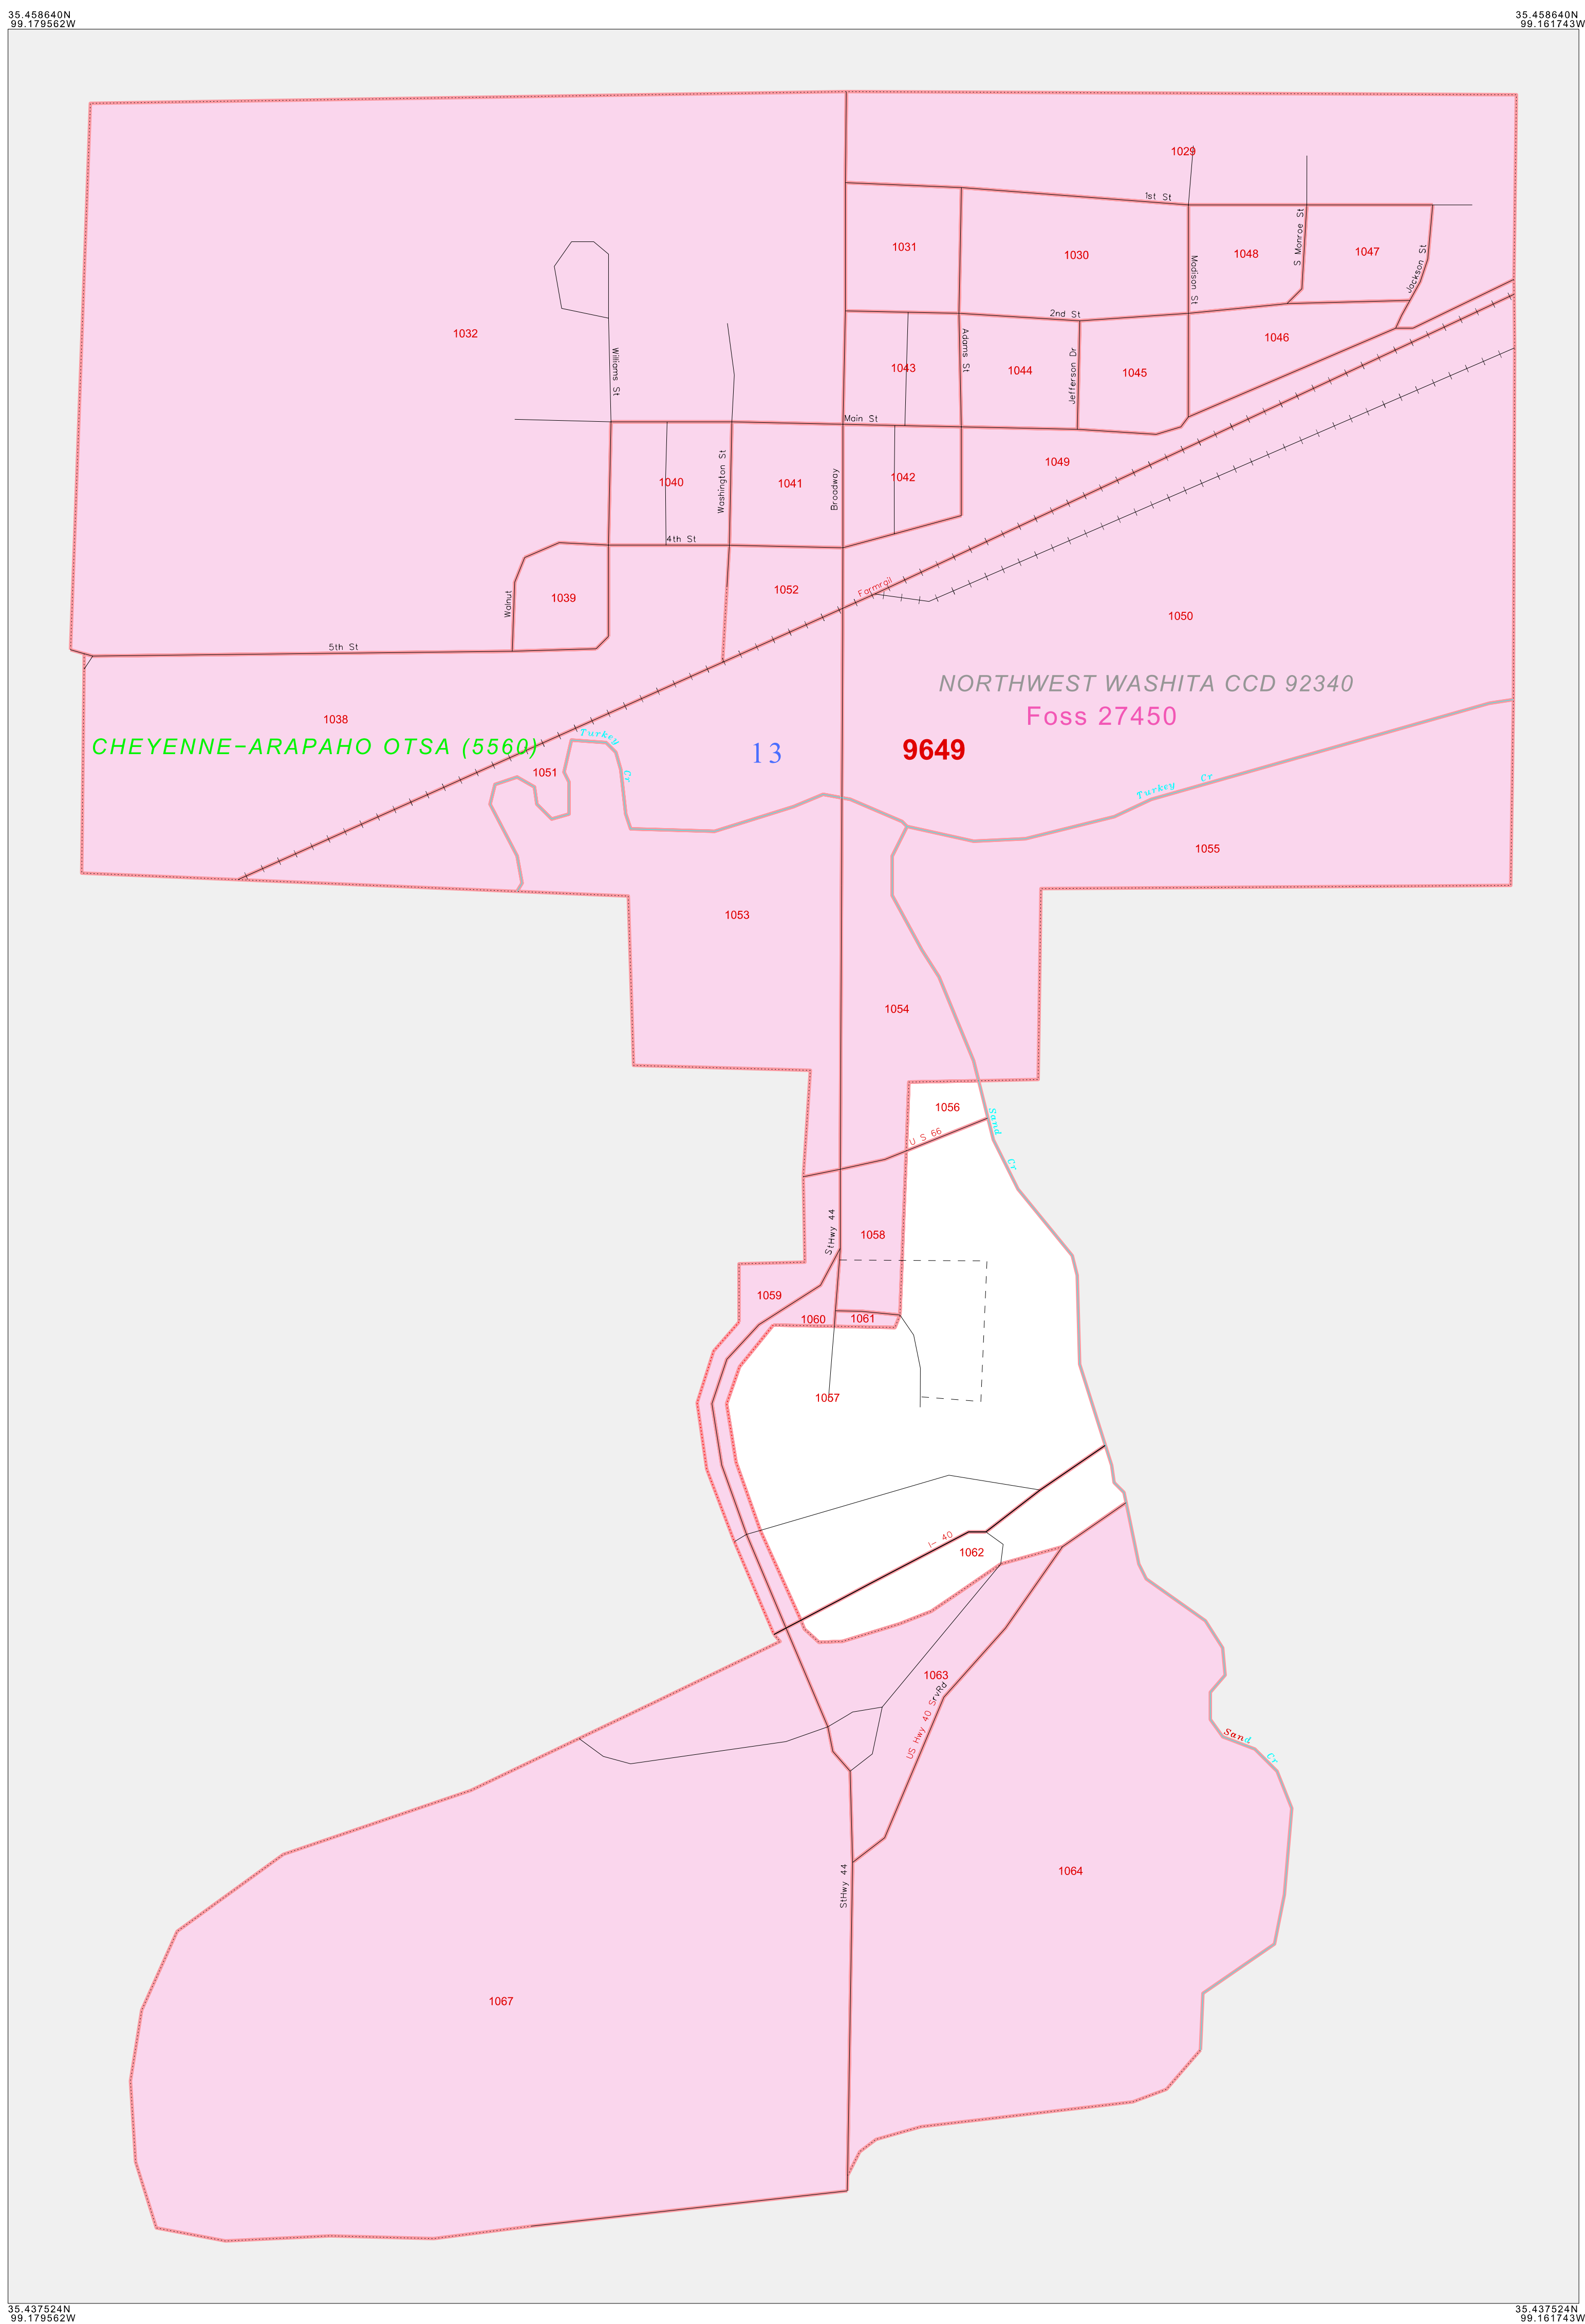 35.458640N
99.179562W
35.458640N
99.161743W
1029
1st St
S Monroe St
1031
1030
Madison St
1048
1047
Jackson St
2nd St
1032
Adams St
1046
Williams St
Jefferson Dr
1043
1044
1045
Main St
1049
1040
Washington St
1041
Broadway
1042
4th St
Farmrail
1052
1039
Walnut
1050
5th St
NORTHWEST WASHITA CCD 92340
Foss 27450
1038
CHEYENNE-ARAPAHO OTSA (5560)
Turkey
Cr
13
9649
1051
Turkey Cr
1055
1053
1054
1056
Sand
Cr
U S 66
StHwy 44
1058
1059
1060
1061
1057
I- 40
1062
1063
US Hwy 40 SrvRd
Sand
Cr
1064
StHwy 44
1067
35.437524N
99.179562W
35.437524N
99.161743W